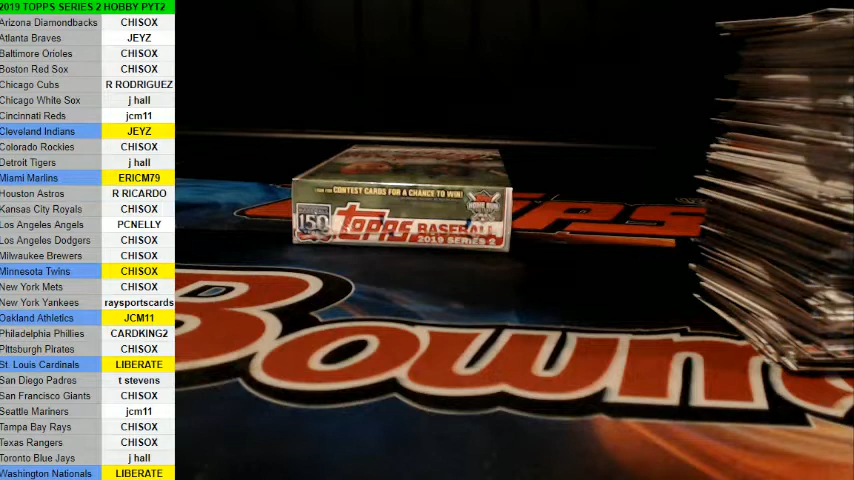 2019 TOPPS SERIES 2 HOBBY PYT2
Arizona Diamondbacks CHISOX
Atlanta Braves JEYZ
Baltimore Orioles CHISOX
Boston Red Sox CHISOX
Chicago Cubs R RODRIGUEZ
Chicago White Sox j hall
Cincinnati Reds jcm11
Cleveland Indians JEYZ
Colorado Rockies CHISOX
Detroit Tigers j hall
Miami Marlins ERICM79
Houston Astros R RICARDO
Kansas City Royals CHISOX
Los Angeles Angels PCNELLY
Los Angeles Dodgers CHISOX
Milwaukee Brewers CHISOX
Minnesota Twins CHISOX
New York Mets CHISOX
New York Yankees raysportscards
Oakland Athletics JCM11
Philadelphia Phillies CARDKING2
Pittsburgh Pirates CHISOX
St. Louis Cardinals LIBERATE
San Diego Padres t stevens
San Francisco Giants CHISOX
Seattle Mariners jcm11
Tampa Bay Rays CHISOX
Texas Rangers CHISOX
Toronto Blue Jays j hall
Washington Nationals LIBERATE
CONTEST CARDS FOR A CHANCE TO WIN!
150
topps BASEBALL
2019 SERIES 2
Bown